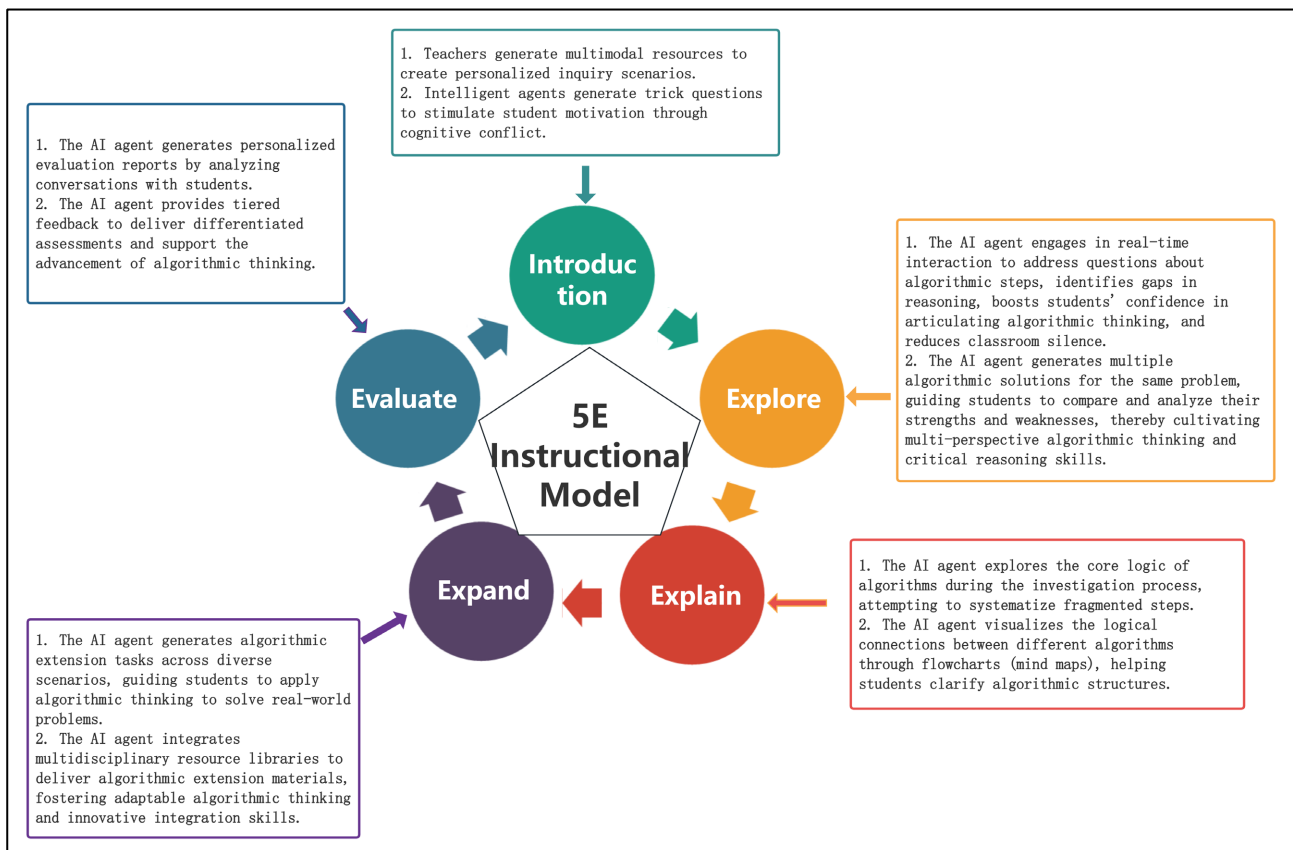 1. Teachers generate multimodal resources to
create personalized inquiry scenarios.
2. Intelligent agents generate trick questions
to stimulate student motivation through
cognitive conflict.
1. The AI agent generates personalized
evaluation reports by analyzing
conversations with students.
2. The AI agent provides tiered
feedback to deliver differentiated
assessments and support the
advancement of algorithmic thinking.
Introduc
tion
1. The AI agent engages in real-time
interaction to address questions about
algorithmic steps, identifies gaps in
reasoning, boosts students' confidence in
articulating algorithmic thinking, and
reduces classroom silence.
2. The AI agent generates multiple
algorithmic solutions for the same problem,
guiding students to compare and analyze their
strengths and weaknesses, thereby cultivating
multi-perspective algorithmic thinking and
critical reasoning skills.
Evaluate
Explore
5E
Instructional
Model
Expand
Explain
1. The AI agent explores the core logic of
algorithms during the investigation process,
attempting to systematize fragmented steps.
2. The AI agent visualizes the logical
connections between different algorithms
through flowcharts (mind maps), helping
students clarify algorithmic structures.
1. The AI agent generates algorithmic
extension tasks across diverse
scenarios, guiding students to apply
algorithmic thinking to solve real-world
problems.
2. The AI agent integrates
multidisciplinary resource libraries to
deliver algorithmic extension materials,
fostering adaptable algorithmic thinking
and innovative integration skills.